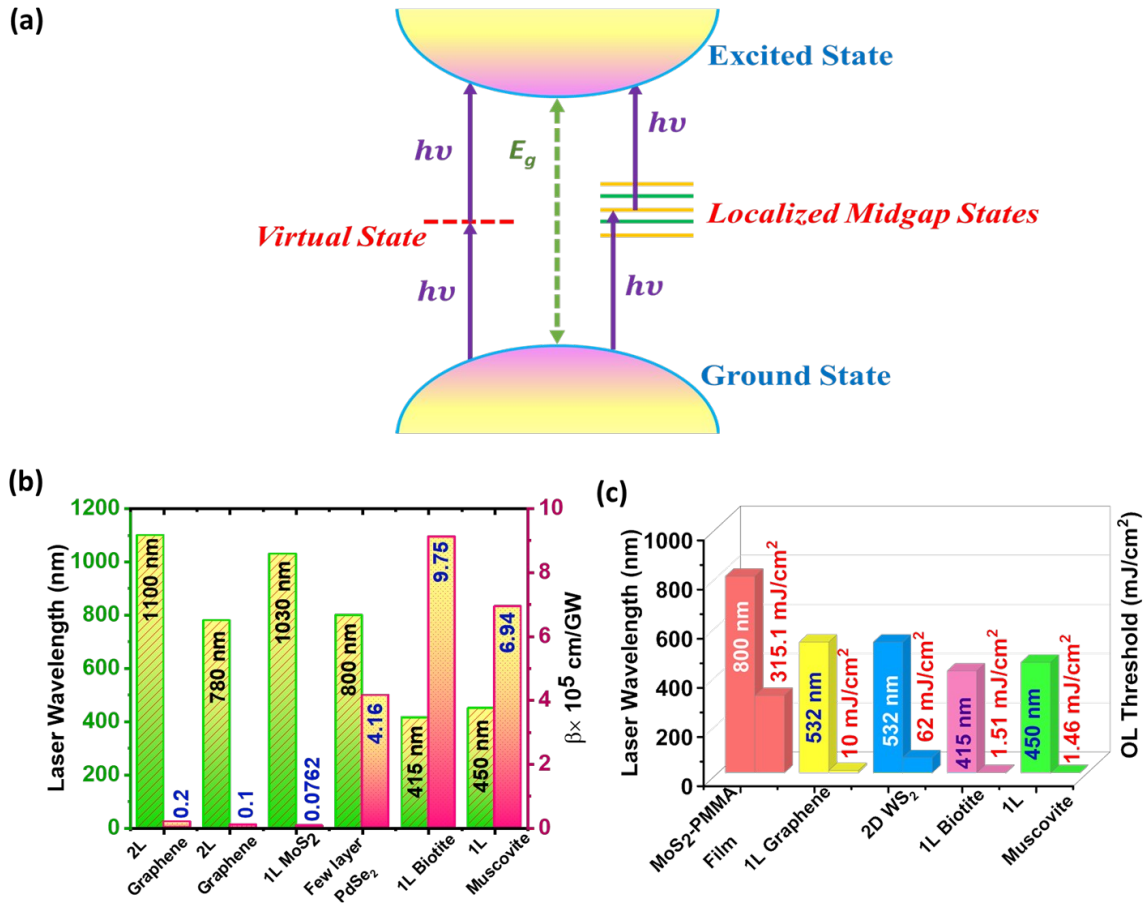 (a)
Excited State
hυ
hυ
E_g
Virtual State
Localized Midgap States
hυ
hυ
Ground State
(b)
Laser Wavelength (nm)
1200
1000
800
600
400
200
0
1100 nm
0.2
780 nm
0.1
1030 nm
0.0762
800 nm
4.16
415 nm
9.75
450 nm
6.94
10
8
6
4
2
0
β× 10⁵ cm/GW
2L
Graphene
2L
Graphene
1L MoS₂
Few layer
PdSe₂
1L Biotite
1L
Muscovite
(c)
Laser Wavelength (nm)
1000
800
600
400
200
0
800 nm
315.1 mJ/cm²
532 nm
10 mJ/cm²
532 nm
62 mJ/cm²
415 nm
1.51 mJ/cm²
450 nm
1.46 mJ/cm²
OL Threshold (mJ/cm²)
MoS2-PMMA
Film
1L Graphene
2D WS₂
1L Biotite
1L
Muscovite